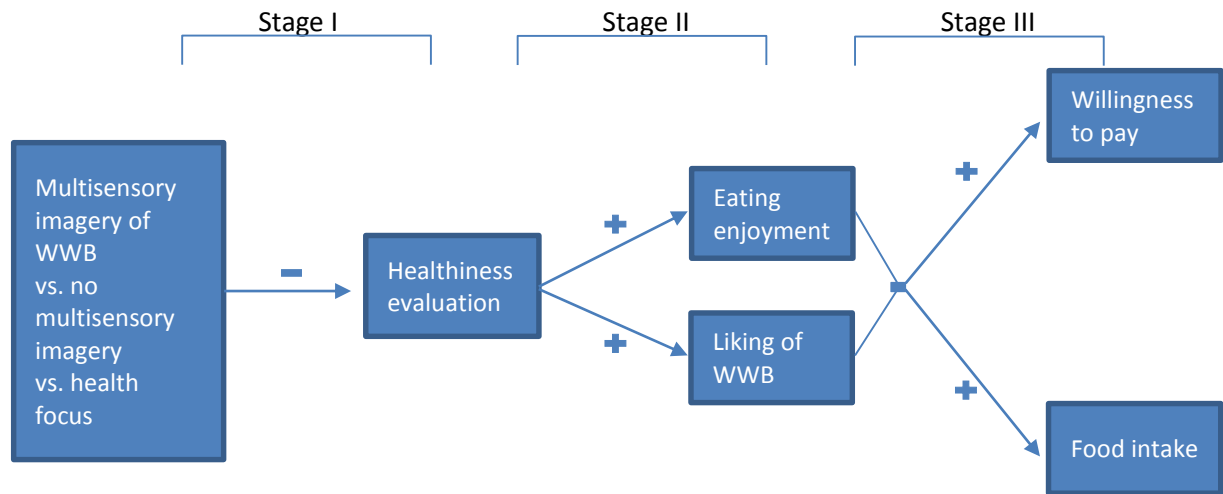 Stage I
Stage II
Stage III
Multisensory
imagery of
WWB
vs. no
multisensory
imagery
vs. health
focus
-
Healthiness
evaluation
+
+
Eating
enjoyment
Liking of
WWB
-
+
+
Willingness
to pay
Food intake